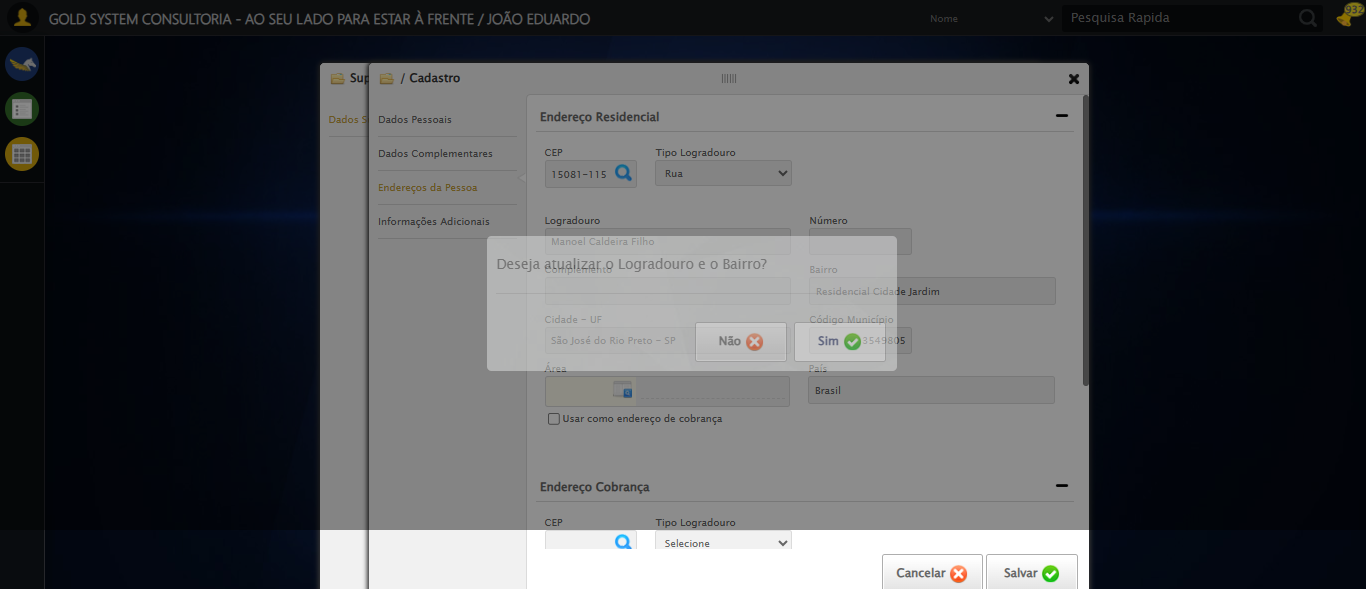 GOLD SYSTEM CONSULTORIA - AO SEU LADO PARA ESTAR À FRENTE / JOÃO EDUARDO
Nome
Pesquisa Rapida
932
Sup
/ Cadastro
Dados S
Dados Pessoais
Dados Complementares
Endereços da Pessoa
Informações Adicionais
Endereço Residencial
CEP
Tipo Logradouro
15081-115
Rua
Logradouro
Número
Manoel Caldeira Filho
Deseja atualizar o Logradouro e o Bairro?
Complemento
Bairro
Residencial Cidade Jardim
Cidade - UF
Código Município
São José do Rio Preto - SP
3549805
Não
Sim
Área
País
Brasil
Usar como endereço de cobrança
Endereço Cobrança
CEP
Tipo Logradouro
Selecione
Cancelar
Salvar